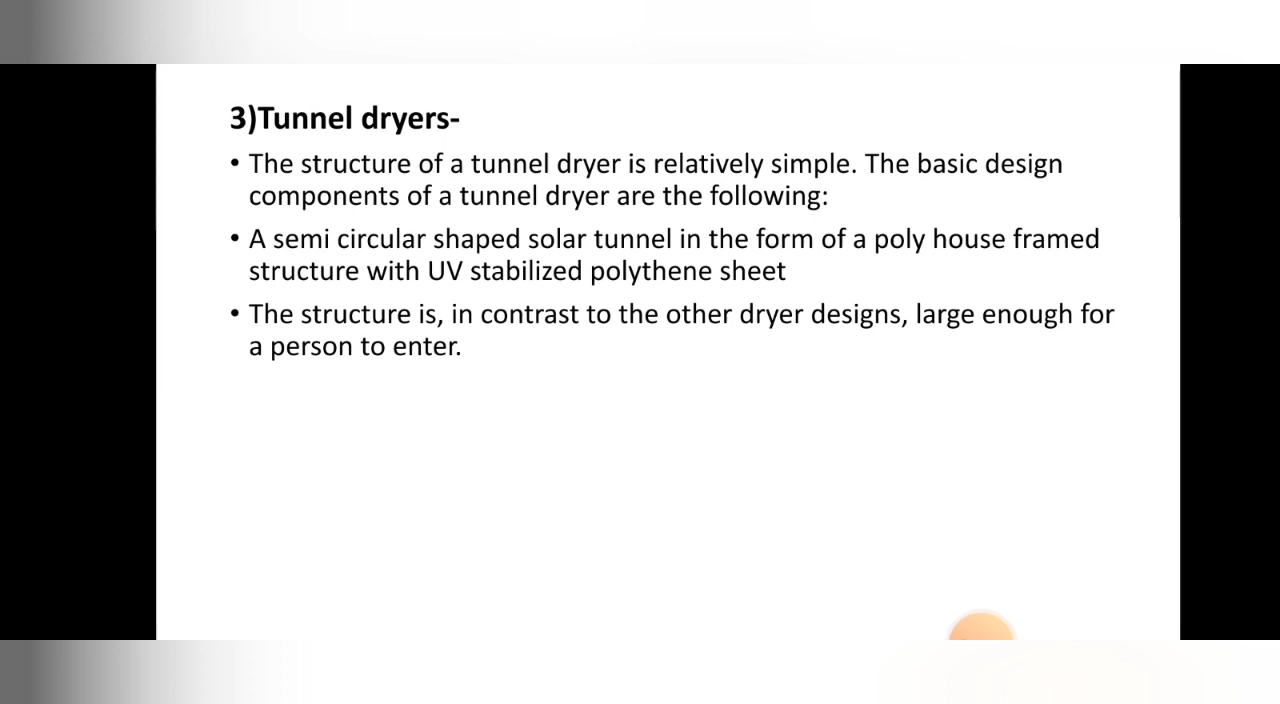 3)Tunnel dryers-
• The structure of a tunnel dryer is relatively simple. The basic design
components of a tunnel dryer are the following:
• A semi circular shaped solar tunnel in the form of a poly house framed
structure with UV stabilized polythene sheet
• The structure is, in contrast to the other dryer designs, large enough for
a person to enter.